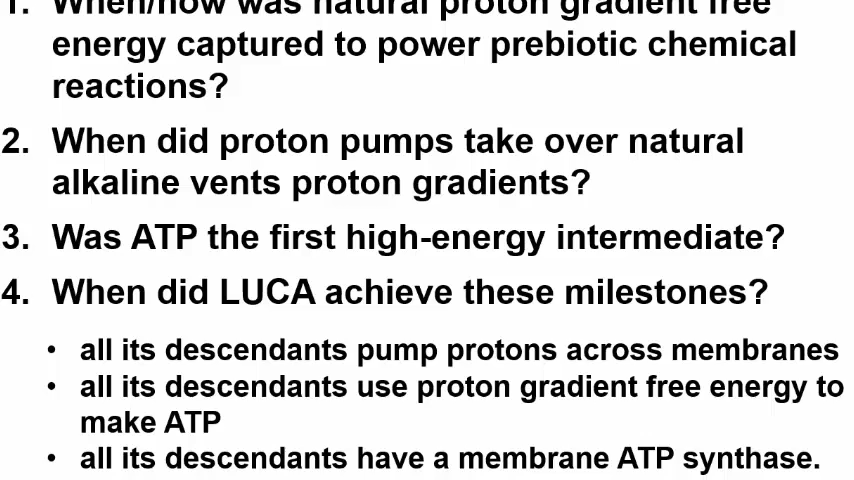 1. When/how was natural proton gradient free
energy captured to power prebiotic chemical
reactions?
2. When did proton pumps take over natural
alkaline vents proton gradients?
3. Was ATP the first high-energy intermediate?
4. When did LUCA achieve these milestones?
• all its descendants pump protons across membranes
• all its descendants use proton gradient free energy to
make ATP
• all its descendants have a membrane ATP synthase.